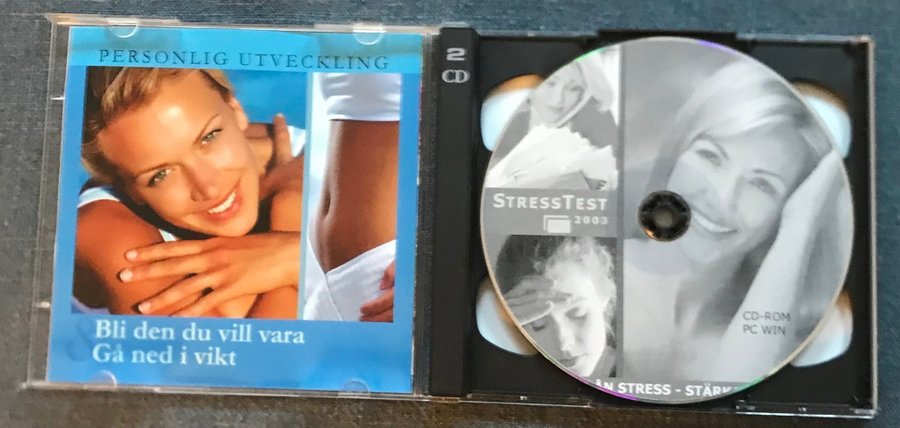 PERSONLIG UTVECKLING
Bli den du vill vara
& Gå ned i vikt
2
CD
STRESSTEST
2003
CD-ROM
PC WIN
STRESS - STÄRK